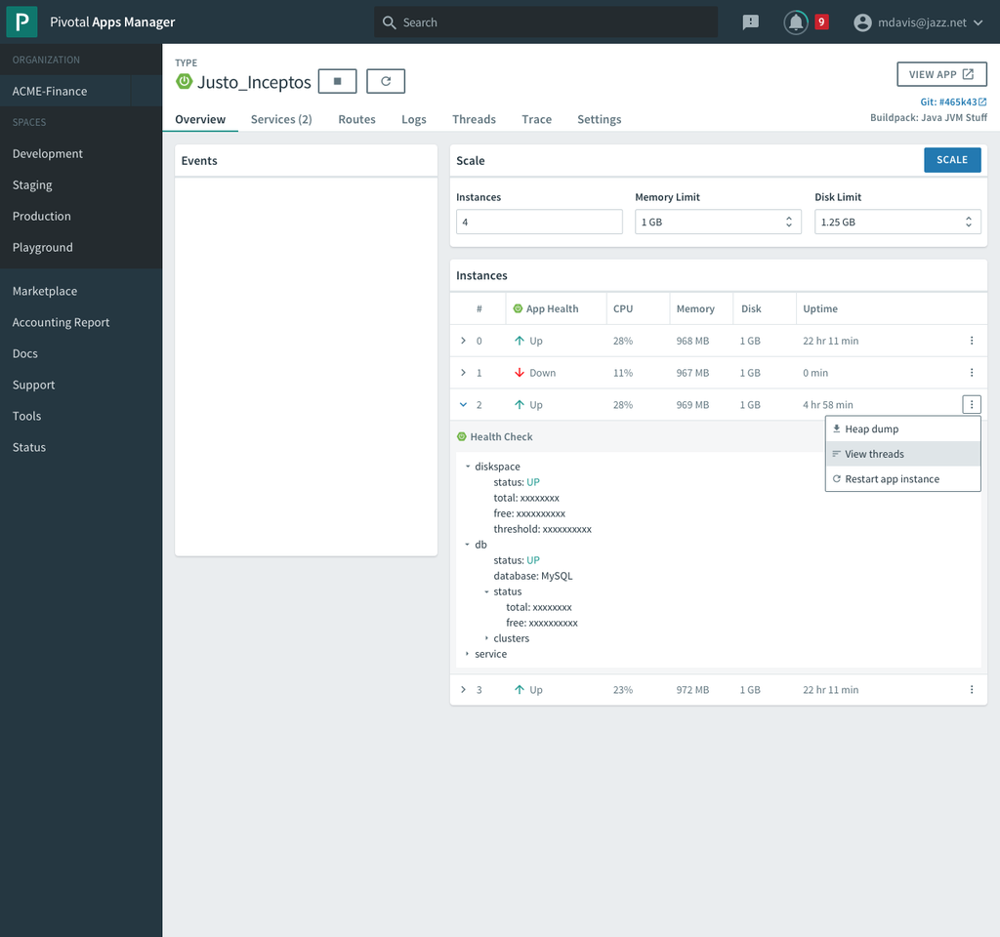 P Pivotal Apps Manager
Search
9
mdavis@jazz.net
ORGANIZATION
ACME-Finance
SPACES
Development
Staging
Production
Playground
Marketplace
Accounting Report
Docs
Support
Tools
Status
TYPE
Justo_Inceptos
VIEW APP
Git: #465k43
Buildpack: Java JVM Stuff
Overview Services (2) Routes Logs Threads Trace Settings
Events
Scale
SCALE
Instances Memory Limit Disk Limit
4 1 GB 1.25 GB
Instances
# App Health CPU Memory Disk Uptime
0 Up 28% 968 MB 1 GB 22 hr 11 min
1 Down 11% 967 MB 1 GB 0 min
2 Up 28% 969 MB 1 GB 4 hr 58 min
Heap dump
View threads
Restart app instance
Health Check
diskspace
status: UP
total: xxxxxxxx
free: xxxxxxxxxx
threshold: xxxxxxxxxx
db
status: UP
database: MySQL
status
total: xxxxxxxx
free: xxxxxxxxxx
clusters
service
3 Up 23% 972 MB 1 GB 22 hr 11 min